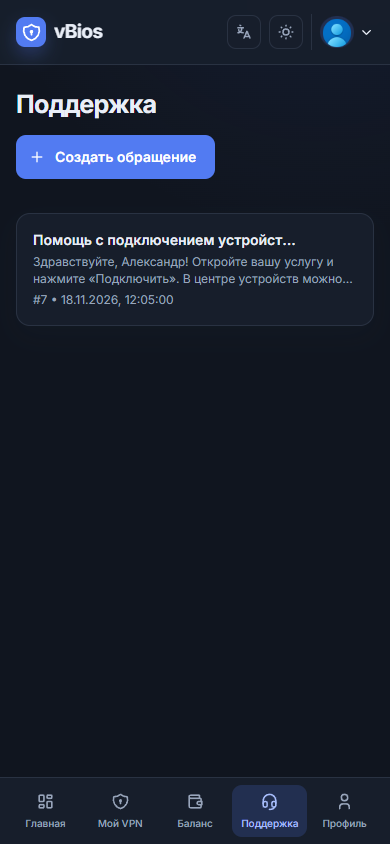 vBios
Поддержка
Создать обращение
Помощь с подключением устройст...
Здравствуйте, Александр! Откройте вашу услугу и
нажмите «Подключить». В центре устройств можно...
#7 • 18.11.2026, 12:05:00
Главная
Мой VPN
Баланс
Поддержка
Профиль